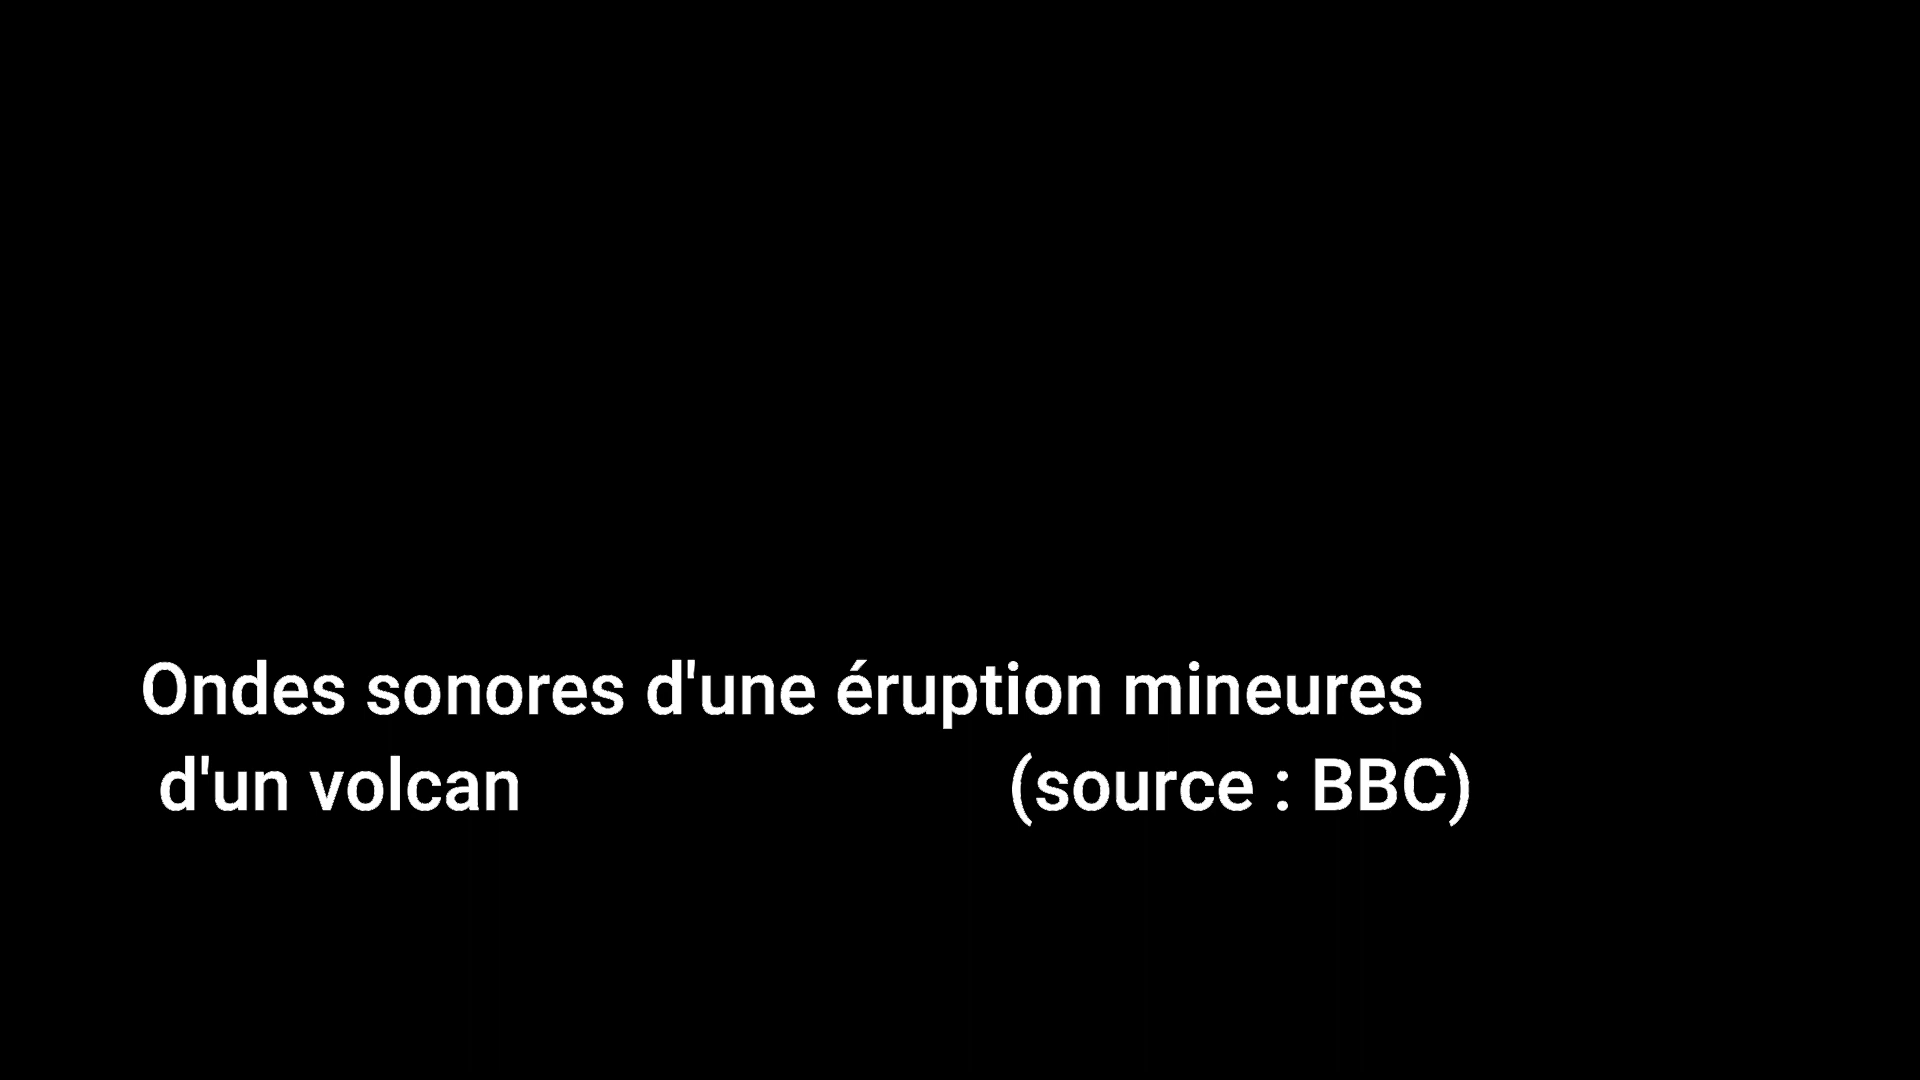 Ondes sonores d'une éruption mineures
d'un volcan (source : BBC)